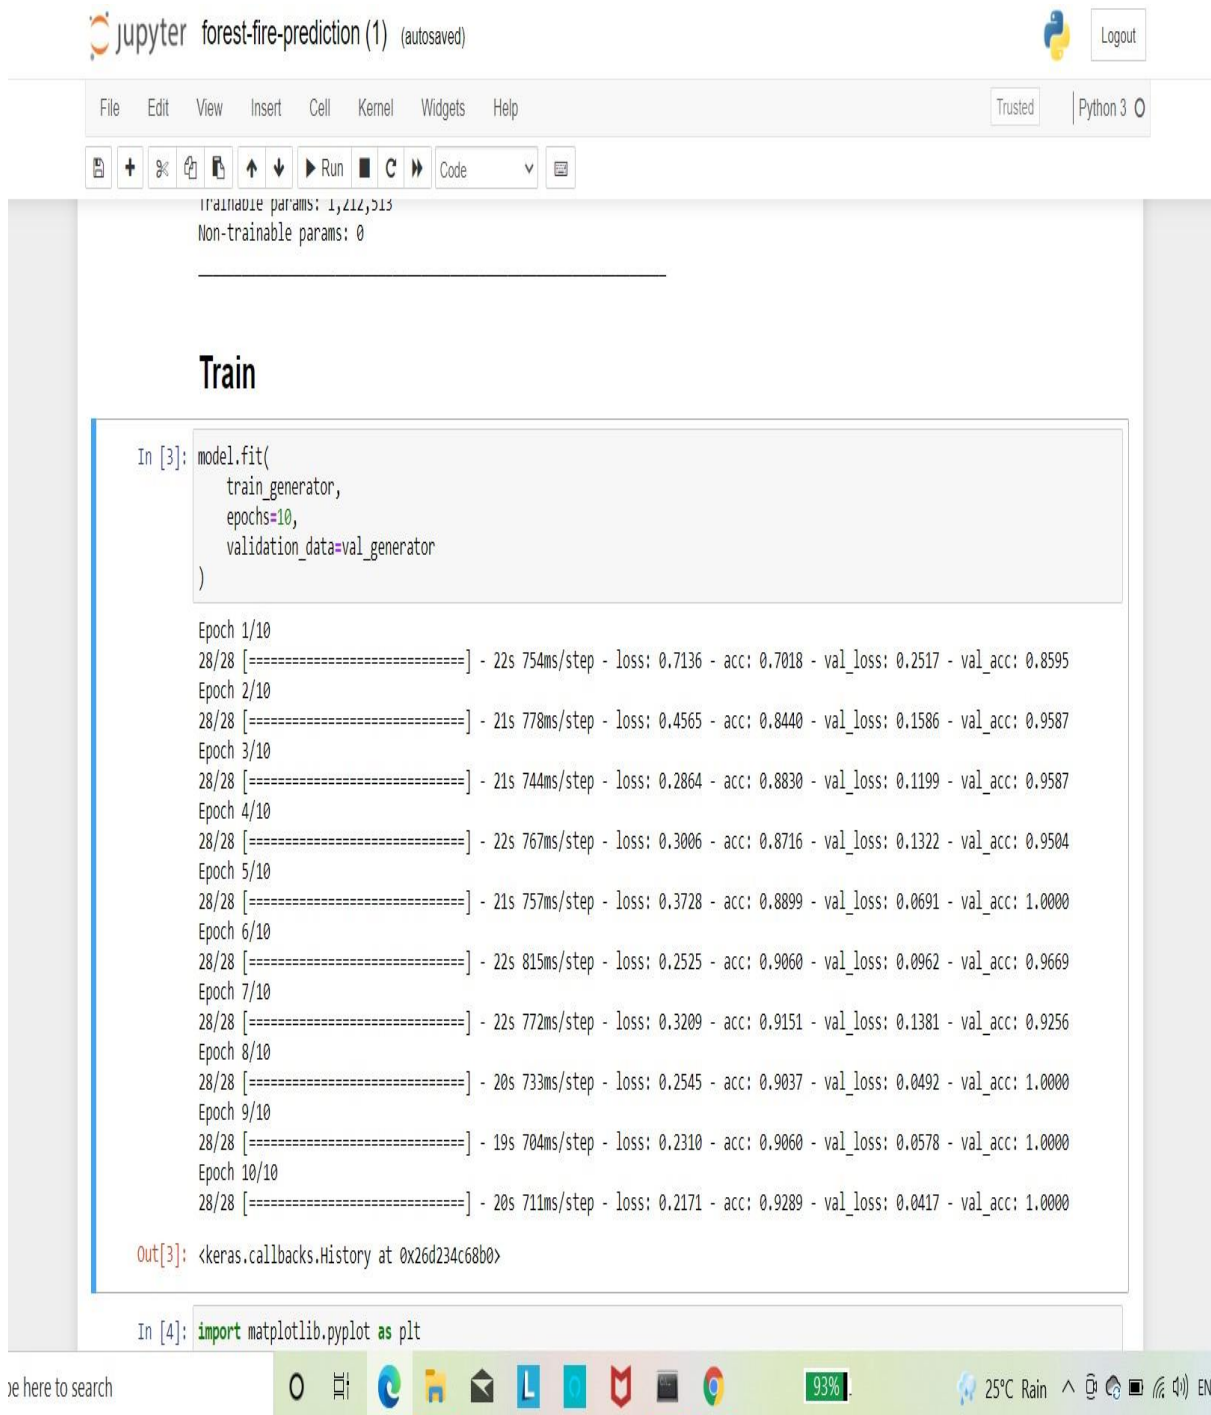 jupyter forest-fire-prediction (1) (autosaved) Logout
File Edit View Insert Cell Kernel Widgets Help Trusted Python 3
Run Code
Trainable params: 1,212,513
Non-trainable params: 0
Train
In [3]: model.fit(
train_generator,
epochs=10,
validation_data=val_generator
)
Epoch 1/10
28/28 [==============================] - 22s 754ms/step - loss: 0.7136 - acc: 0.7018 - val_loss: 0.2517 - val_acc: 0.8595
Epoch 2/10
28/28 [==============================] - 21s 778ms/step - loss: 0.4565 - acc: 0.8440 - val_loss: 0.1586 - val_acc: 0.9587
Epoch 3/10
28/28 [==============================] - 21s 744ms/step - loss: 0.2864 - acc: 0.8830 - val_loss: 0.1199 - val_acc: 0.9587
Epoch 4/10
28/28 [==============================] - 22s 767ms/step - loss: 0.3006 - acc: 0.8716 - val_loss: 0.1322 - val_acc: 0.9504
Epoch 5/10
28/28 [==============================] - 21s 757ms/step - loss: 0.3728 - acc: 0.8899 - val_loss: 0.0691 - val_acc: 1.0000
Epoch 6/10
28/28 [==============================] - 22s 815ms/step - loss: 0.2525 - acc: 0.9060 - val_loss: 0.0962 - val_acc: 0.9669
Epoch 7/10
28/28 [==============================] - 22s 772ms/step - loss: 0.3209 - acc: 0.9151 - val_loss: 0.1381 - val_acc: 0.9256
Epoch 8/10
28/28 [==============================] - 20s 733ms/step - loss: 0.2545 - acc: 0.9037 - val_loss: 0.0492 - val_acc: 1.0000
Epoch 9/10
28/28 [==============================] - 19s 704ms/step - loss: 0.2310 - acc: 0.9060 - val_loss: 0.0578 - val_acc: 1.0000
Epoch 10/10
28/28 [==============================] - 20s 711ms/step - loss: 0.2171 - acc: 0.9289 - val_loss: 0.0417 - val_acc: 1.0000
Out[3]: <keras.callbacks.History at 0x26d234c68b0>
In [4]: import matplotlib.pyplot as plt
pe here to search L 93% 25°C Rain EN